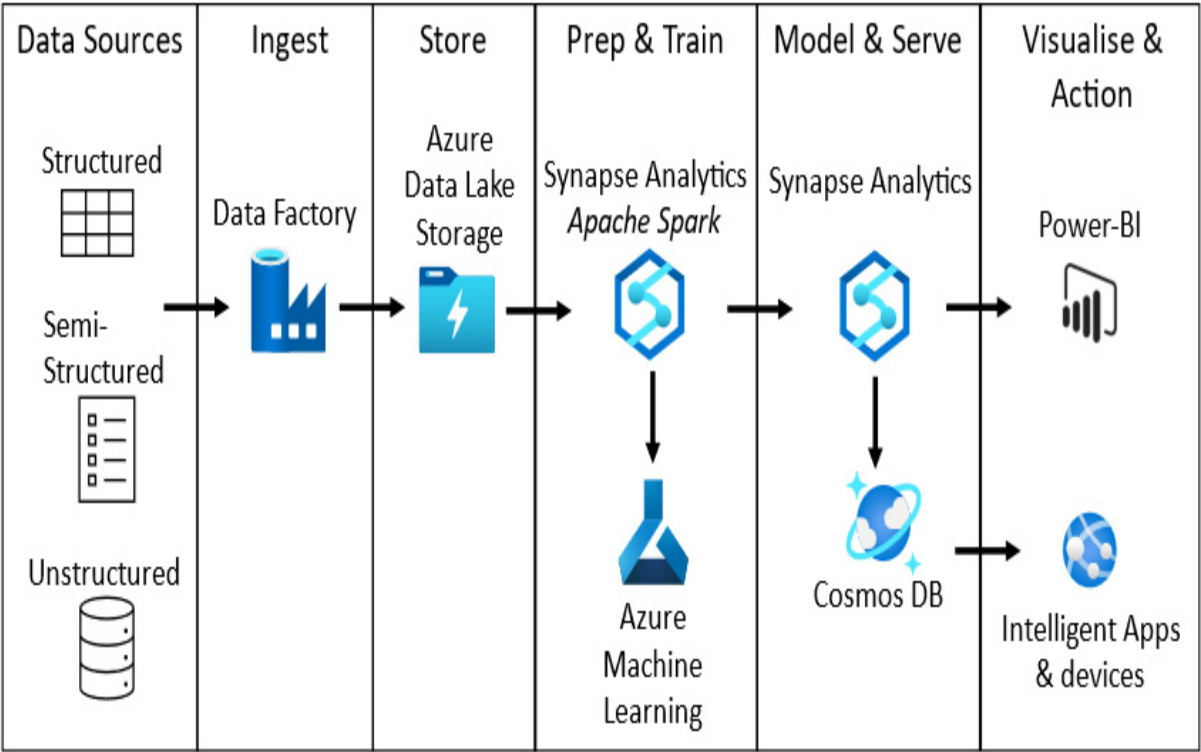 Data Sources
Ingest
Store
Prep & Train
Model & Serve
Visualise &
Action
Structured
Semi-
Structured
Unstructured
Data Factory
Azure
Data Lake
Storage
Synapse Analytics
Apache Spark
Azure
Machine
Learning
Synapse Analytics
Cosmos DB
Power-BI
Intelligent Apps
& devices